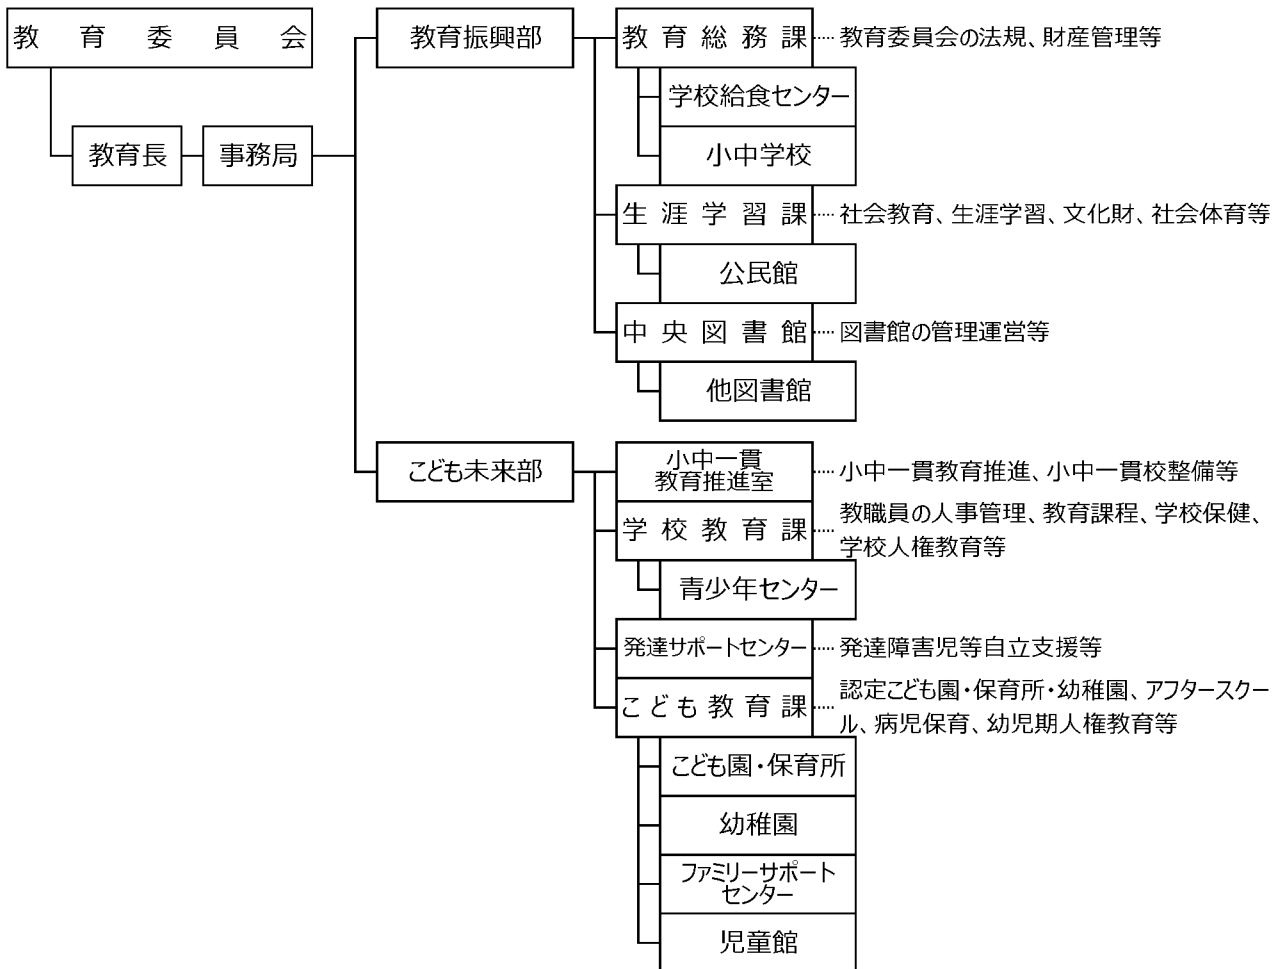 教育委員会
教育長
事務局
教育振興部
教育総務課
教育委員会の法規、財産管理等
学校給食センター
小中学校
生涯学習課
社会教育、生涯学習、文化財、社会体育等
公民館
中央図書館
図書館の管理運営等
他図書館
こども未来部
小中一貫
教育推進室
小中一貫教育推進、小中一貫校整備等
学校教育課
教職員の人事管理、教育課程、学校保健、
学校人権教育等
青少年センター
発達サポートセンター
発達障害児等自立支援等
こども教育課
認定こども園・保育所・幼稚園、アフタースクー
ル、病児保育、幼児期人権教育等
こども園・保育所
幼稚園
ファミリーサポート
センター
児童館